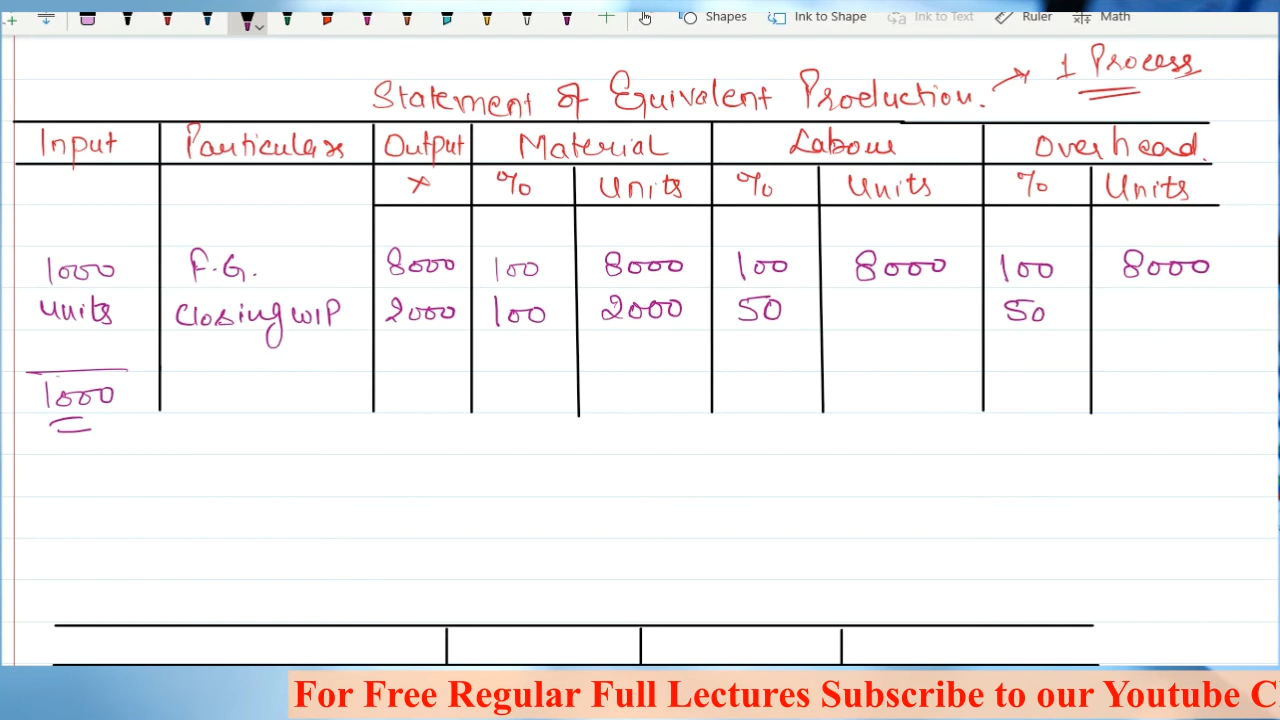 Shapes Ink to Shape Ink to Text Ruler Math
Statement of Equivalent Production. → 1 Process
Input Particulars Output Material Labour Overhead.
x % Units % Units % Units
1000 F.G. 8000 100 8000 100 8000 100 8000
Units Closing WIP 2000 100 2000 50 50
1000
For Free Regular Full Lectures Subscribe to our Youtube C